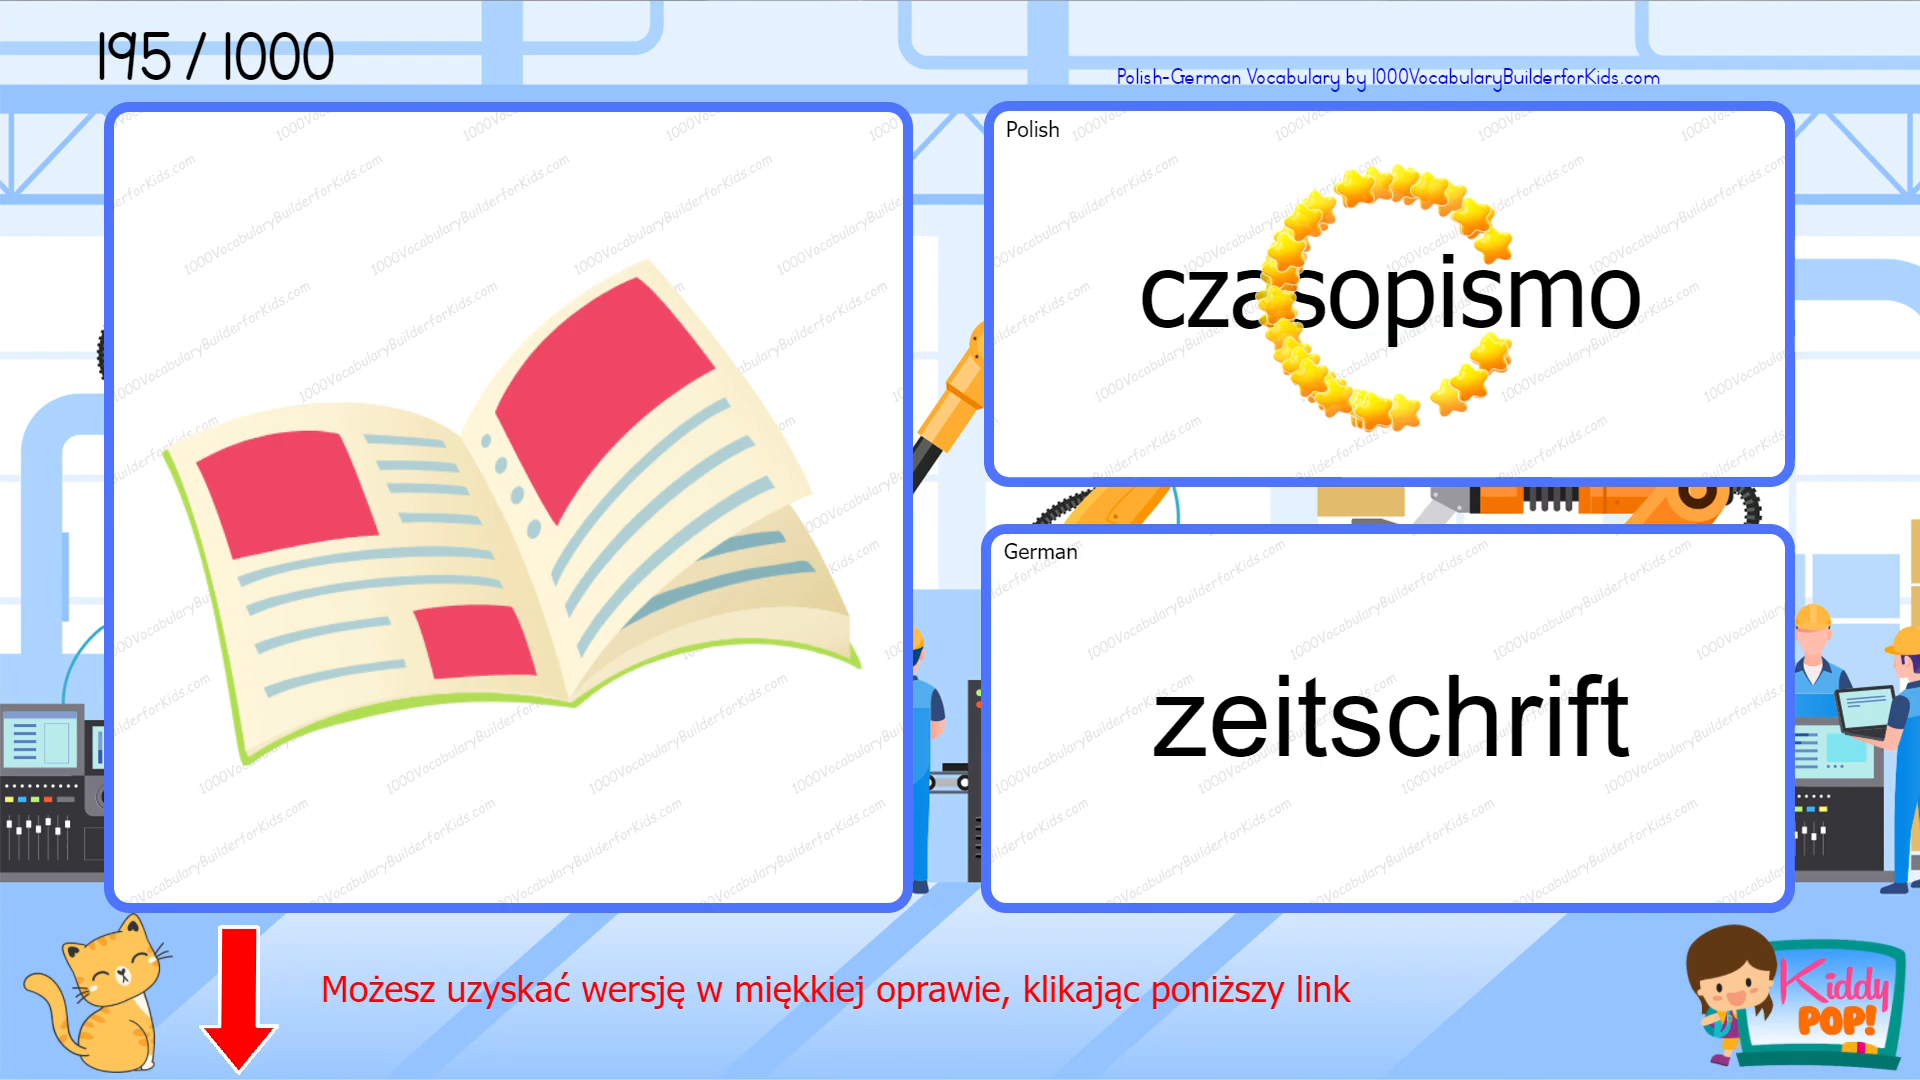 195 / 1000
Polish-German Vocabulary by 1000VocabularyBuilderforKids.com
Polish
czasopismo
German
zeitschrift
Możesz uzyskać wersję w miękkiej oprawie, klikając poniższy link
Kiddy
POP!